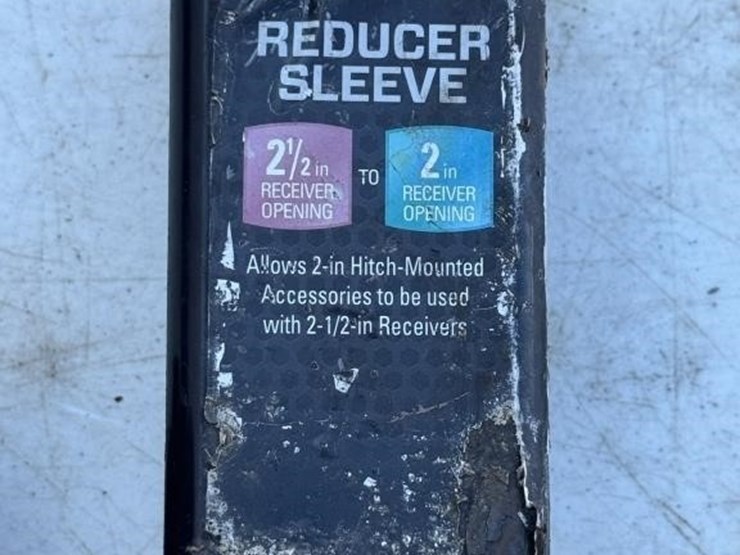 REDUCER
SLEEVE
2½ in
RECEIVER
OPENING
TO
2 in
RECEIVER
OPENING
Allows 2-in Hitch-Mounted
Accessories to be used
with 2-1/2-in Receivers